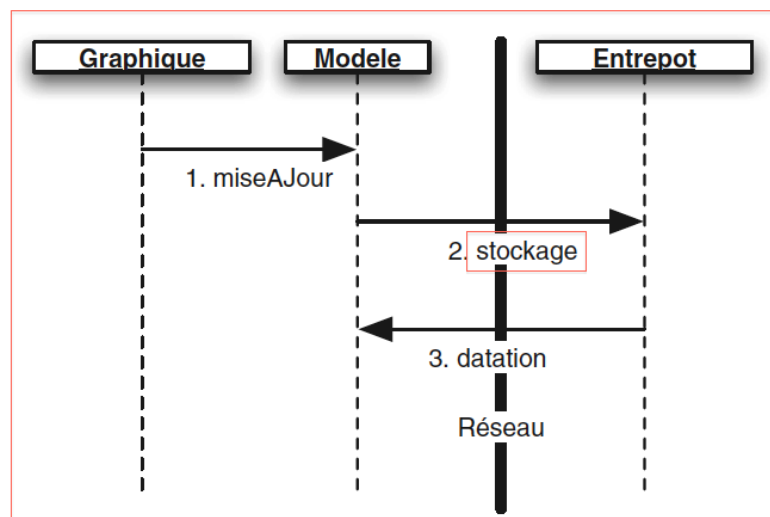 Graphique
Modele
Entrepot
1. miseAJour
2. stockage
3. datation
Réseau